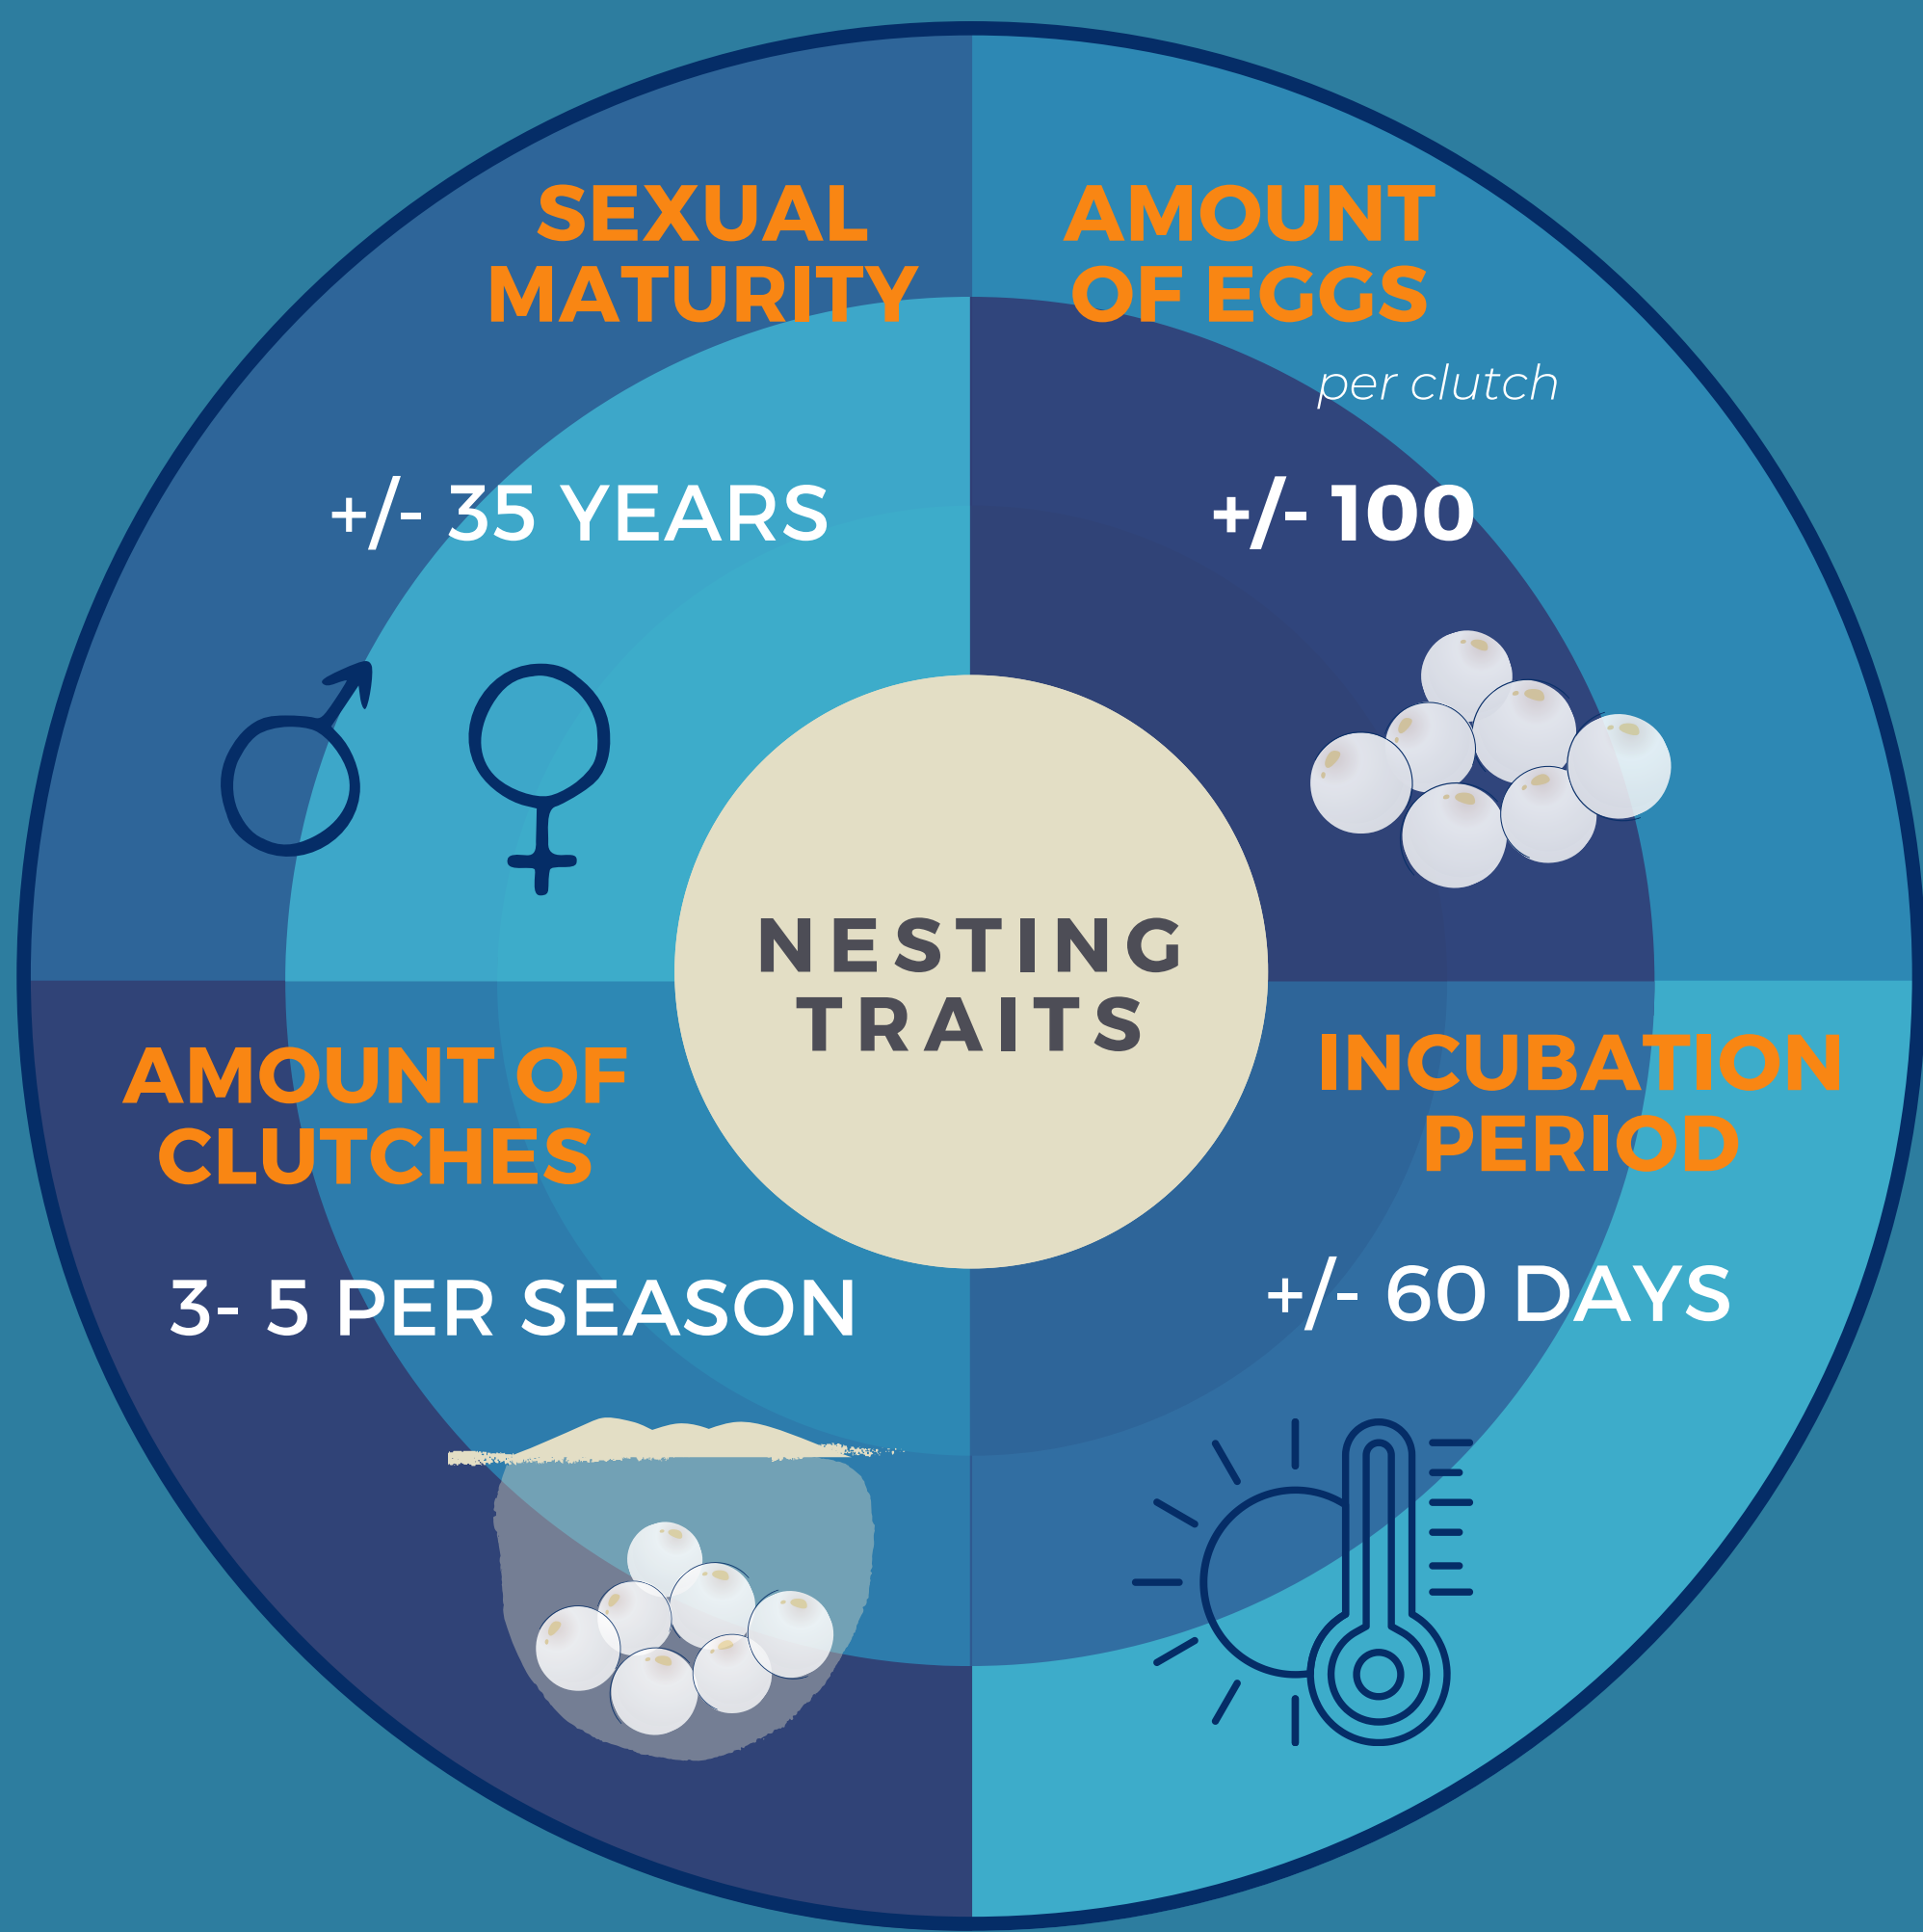 SEXUAL
MATURITY
+/- 35 YEARS
AMOUNT
OF EGGS
per clutch
+/- 100
NESTING
TRAITS
AMOUNT OF
CLUTCHES
3- 5 PER SEASON
INCUBATION
PERIOD
+/- 60 DAYS